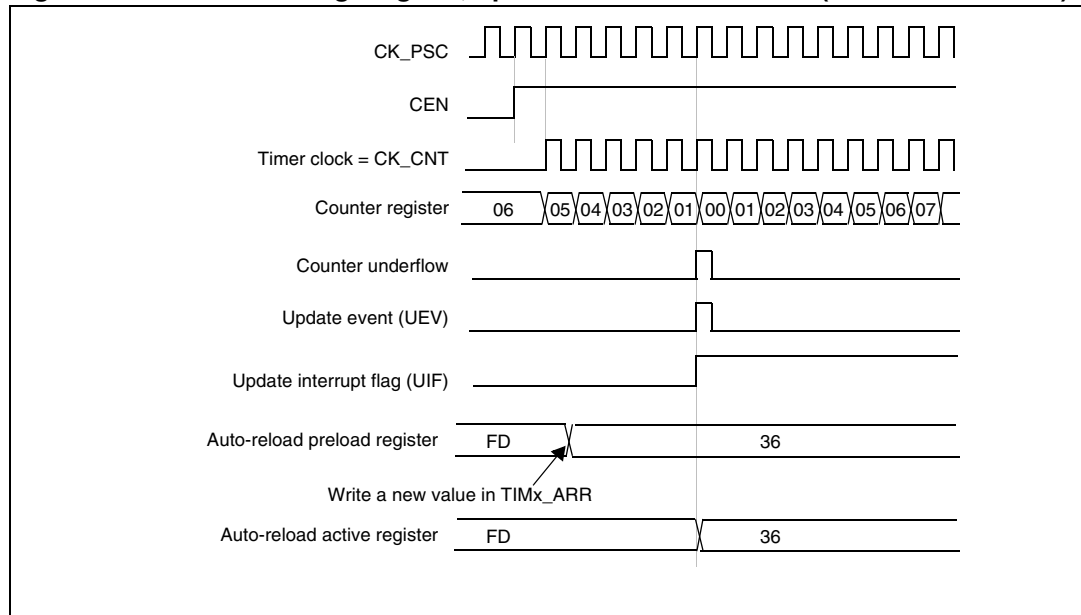 CK_PSC
CEN
Timer clock = CK_CNT
Counter register 06 05 04 03 02 01 00 01 02 03 04 05 06 07
Counter underflow
Update event (UEV)
Update interrupt flag (UIF)
Auto-reload preload register FD 36
Write a new value in TIMx_ARR
Auto-reload active register FD 36